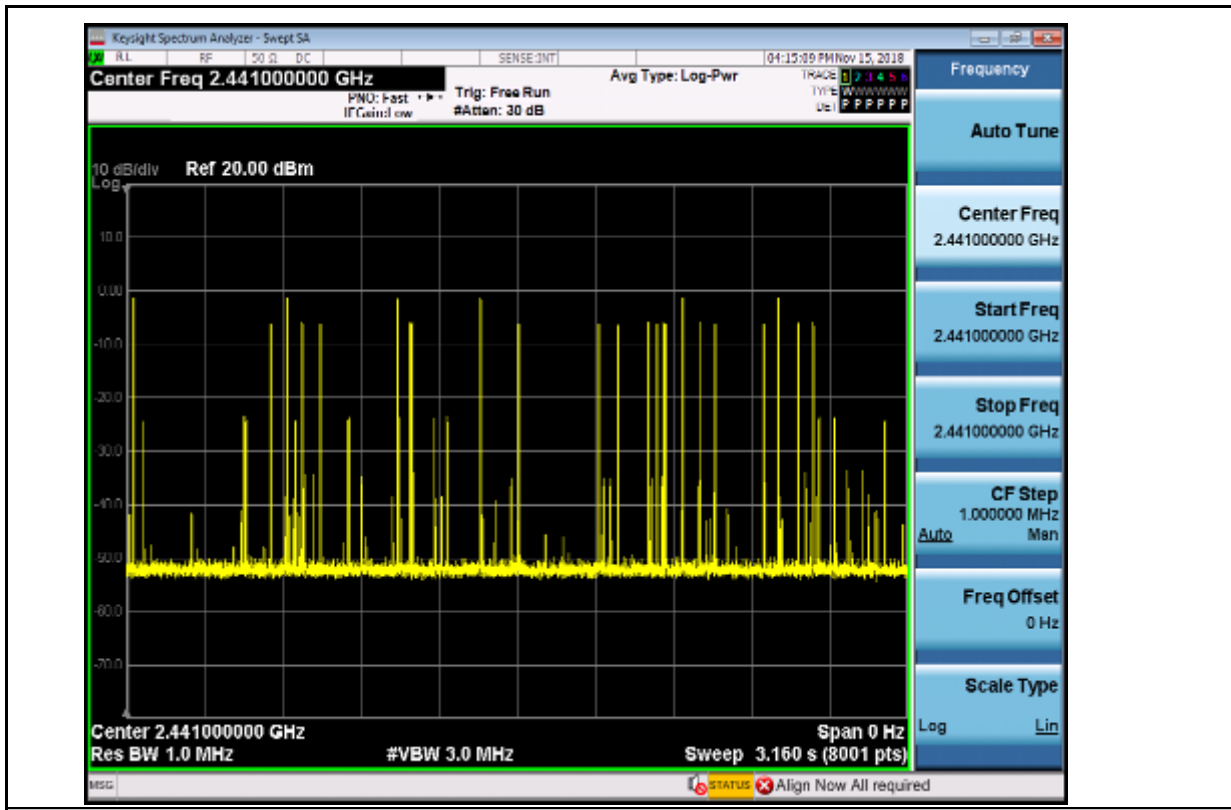 Keysight Spectrum Analyzer - Swept SA
RL RF 50 Ω DC SENSE:INT 04:15:09 PM Nov 15, 2018
Center Freq 2.441000000 GHz
Avg Type: Log-Pwr
TRACE 1 2 3 4 5 6
PNO: Fast
Trig: Free Run
TYPE WWWWWW
IFGain:Low
#Atten: 30 dB
DET P P P P P P
10 dB/div Ref 20.00 dBm
Log
10.0
0.00
-10.0
-20.0
-30.0
-40.0
-50.0
-60.0
-70.0
Center 2.441000000 GHz Span 0 Hz
Res BW 1.0 MHz #VBW 3.0 MHz Sweep 3.160 s (8001 pts)
MSG STATUS Align Now All required
Frequency
Auto Tune
Center Freq
2.441000000 GHz
Start Freq
2.441000000 GHz
Stop Freq
2.441000000 GHz
CF Step
1.000000 MHz
Auto Man
Freq Offset
0 Hz
Scale Type
Log Lin